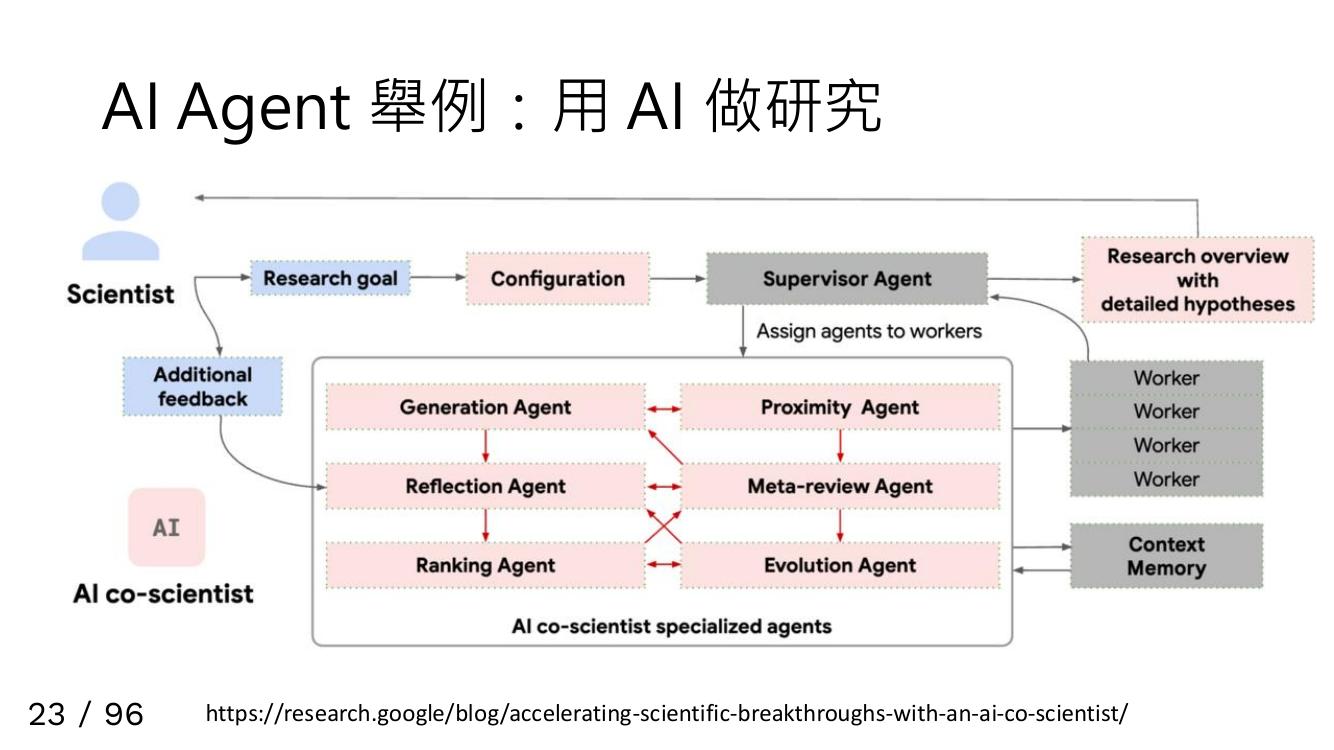 AI Agent 舉例：用 AI 做研究
Scientist
Research goal
Configuration
Supervisor Agent
Research overview
with
detailed hypotheses
Assign agents to workers
Additional
feedback
Generation Agent
Proximity Agent
Reflection Agent
Meta-review Agent
Ranking Agent
Evolution Agent
AI co-scientist specialized agents
Worker
Worker
Worker
Worker
Context
Memory
AI
AI co-scientist
23 / 96
https://research.google/blog/accelerating-scientific-breakthroughs-with-an-ai-co-scientist/